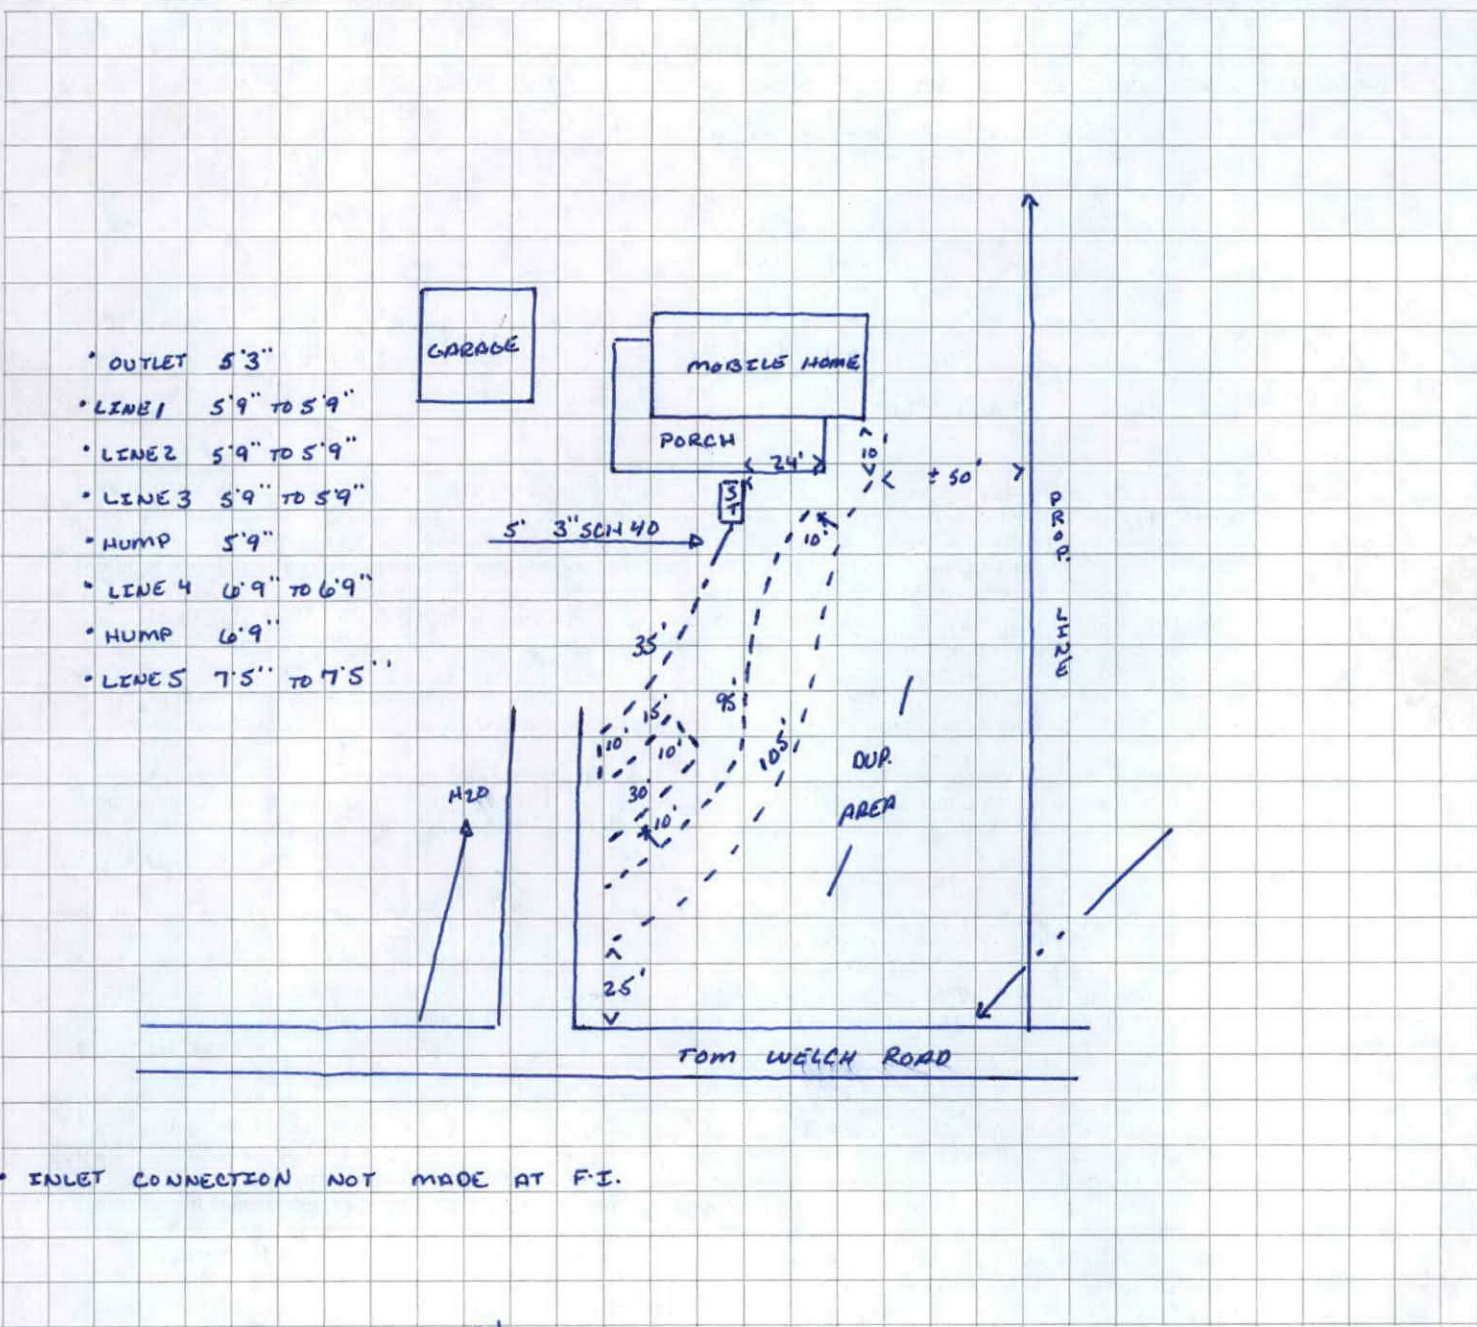 • OUTLET 5'3"
• LINE 1 5'9" TO 5'9"
• LINE 2 5'9" TO 5'9"
• LINE 3 5'9" TO 5'9"
• HUMP 5'9"
• LINE 4 6'9" TO 6'9"
• HUMP 6'9"
• LINE 5 7'5" TO 7'5"
GARAGE
MOBILE HOME
PORCH
24'
10'
± 50'
ST
5' 3" SCH 40
10'
PROP. LINE
35'
15'
10'
10'
95'
105'
30'
10'
DUP.
AREA
H2O
25'
TOM WELCH ROAD
• INLET CONNECTION NOT MADE AT F.I.